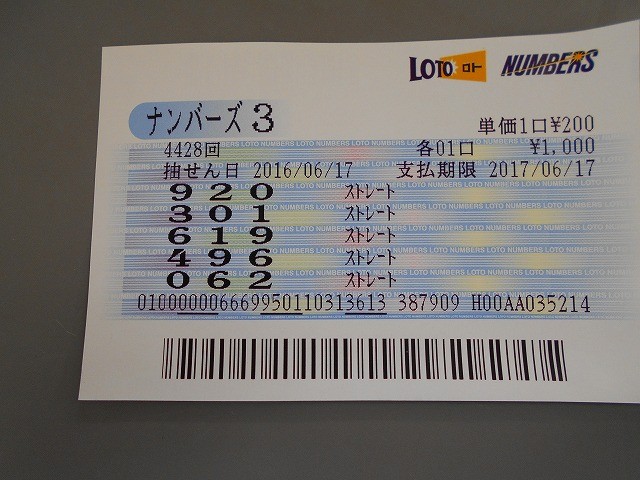 LOTO ロト NUMBERS
ナンバーズ3 単価1口¥200
4428回 各01口 ¥1,000
抽せん日 2016/06/17 支払期限 2017/06/17
920 ストレート
301 ストレート
619 ストレート
496 ストレート
062 ストレート
010000006669950110313613 387909 H00AA035214